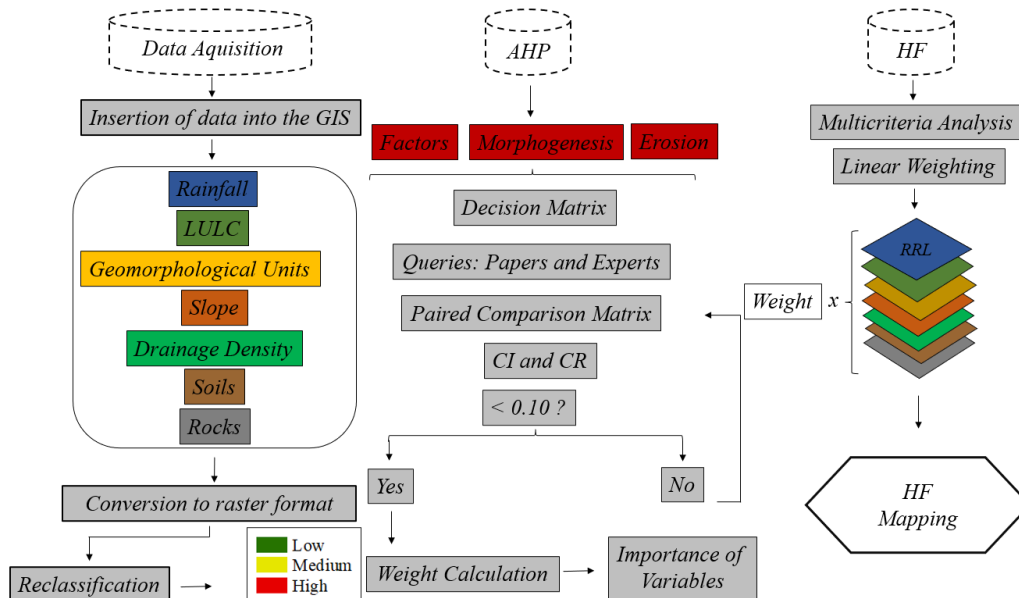 Data Aquisition
Insertion of data into the GIS
Rainfall
LULC
Geomorphological Units
Slope
Drainage Density
Soils
Rocks
Conversion to raster format
Reclassification
Low
Medium
High
AHP
Factors
Morphogenesis
Erosion
Decision Matrix
Queries: Papers and Experts
Paired Comparison Matrix
CI and CR
< 0.10 ?
Yes
No
Weight Calculation
Importance of
Variables
HF
Multicriteria Analysis
Linear Weighting
RRL
Weight x
HF
Mapping